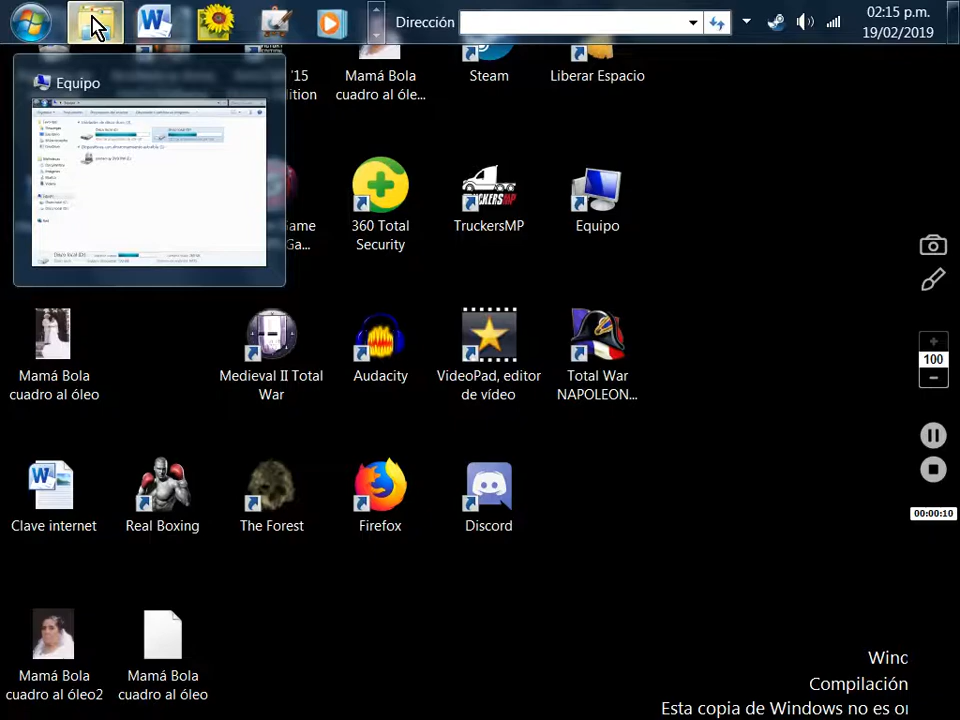 Dirección
02:15 p.m.
19/02/2019
Equipo
'15
Mamá Bola
cuadro al óle...
Steam
Liberar Espacio
Game
Ga...
360 Total
Security
TruckersMP
Equipo
Mamá Bola
cuadro al óleo
Medieval II Total
War
Audacity
VideoPad, editor
de vídeo
Total War
NAPOLEON...
100
Clave internet
Real Boxing
The Forest
Firefox
Discord
00:00:10
Mamá Bola
cuadro al óleo2
Mamá Bola
cuadro al óleo
Winc
Compilación
Esta copia de Windows no es or